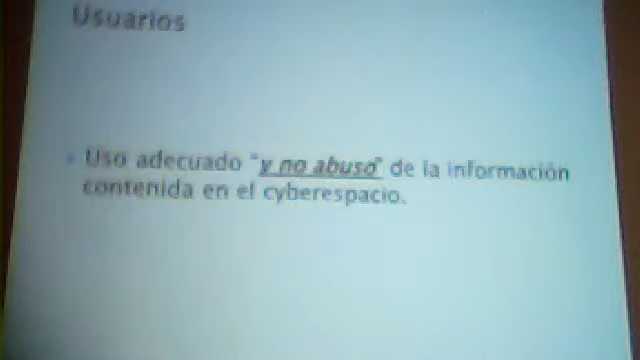 Usuarios
Uso adecuado "y no abuso" de la información
contenida en el cyberespacio.